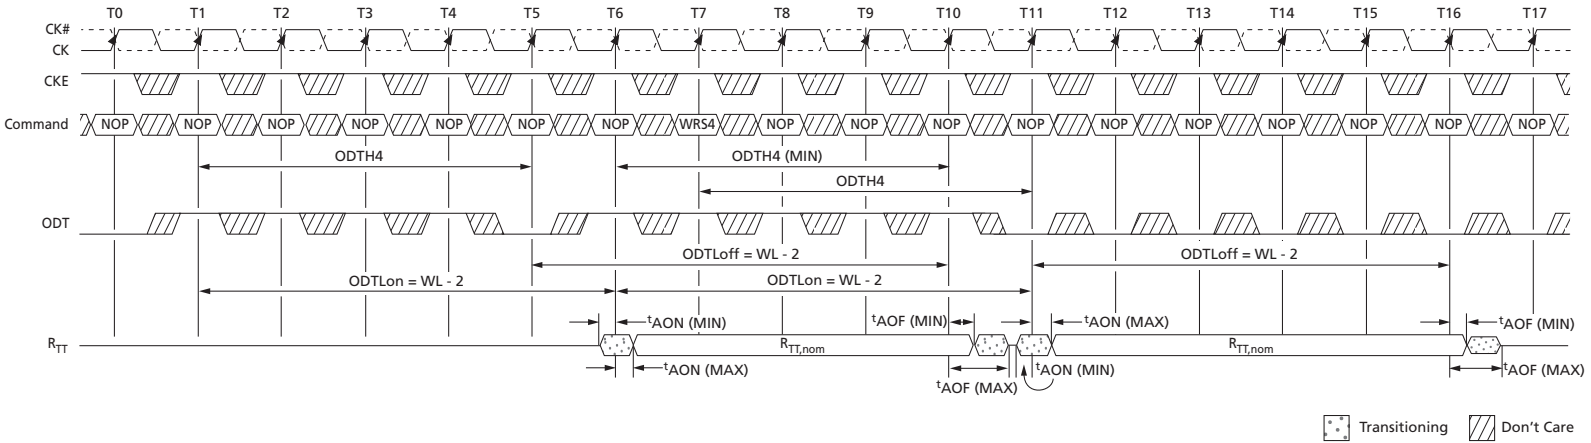 T0 T1 T2 T3 T4 T5 T6 T7 T8 T9 T10 T11 T12 T13 T14 T15 T16 T17
CK#
CK
CKE
Command NOP NOP NOP NOP NOP NOP NOP WRS4 NOP NOP NOP NOP NOP NOP NOP NOP NOP NOP
ODTH4 ODTH4 (MIN)
ODTH4
ODT
ODTLoff = WL - 2 ODTLoff = WL - 2
ODTLon = WL - 2 ODTLon = WL - 2
tAON (MIN) tAOF (MIN) tAON (MAX) tAOF (MIN)
RTT RTT,nom RTT,nom
tAON (MAX) tAON (MIN) tAOF (MAX)
tAOF (MAX)
Transitioning Don't Care